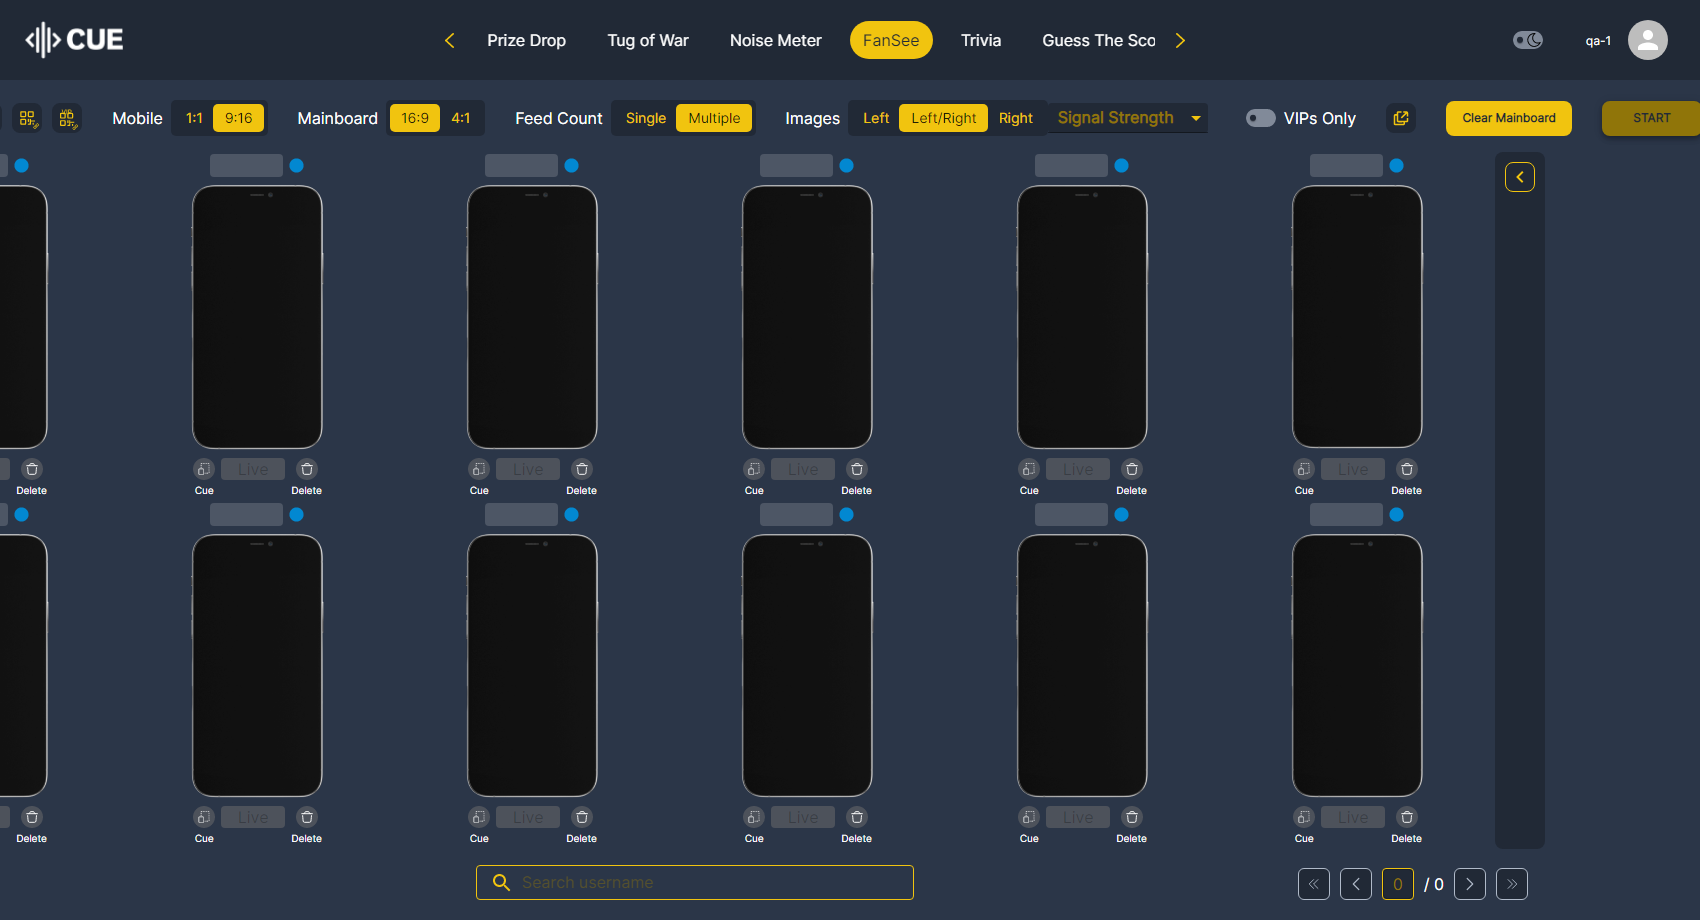 CUE
Prize Drop Tug of War Noise Meter FanSee Trivia Guess The Sco
qa-1
Mobile 1:1 9:16 Mainboard 16:9 4:1 Feed Count Single Multiple Images Left Left/Right Right Signal Strength VIPs Only Clear Mainboard START
Live Live Live Live Live
Delete Cue Delete Cue Delete Cue Delete Cue Delete Cue Delete
Live Live Live Live Live
Delete Cue Delete Cue Delete Cue Delete Cue Delete Cue Delete
Search username
0 / 0